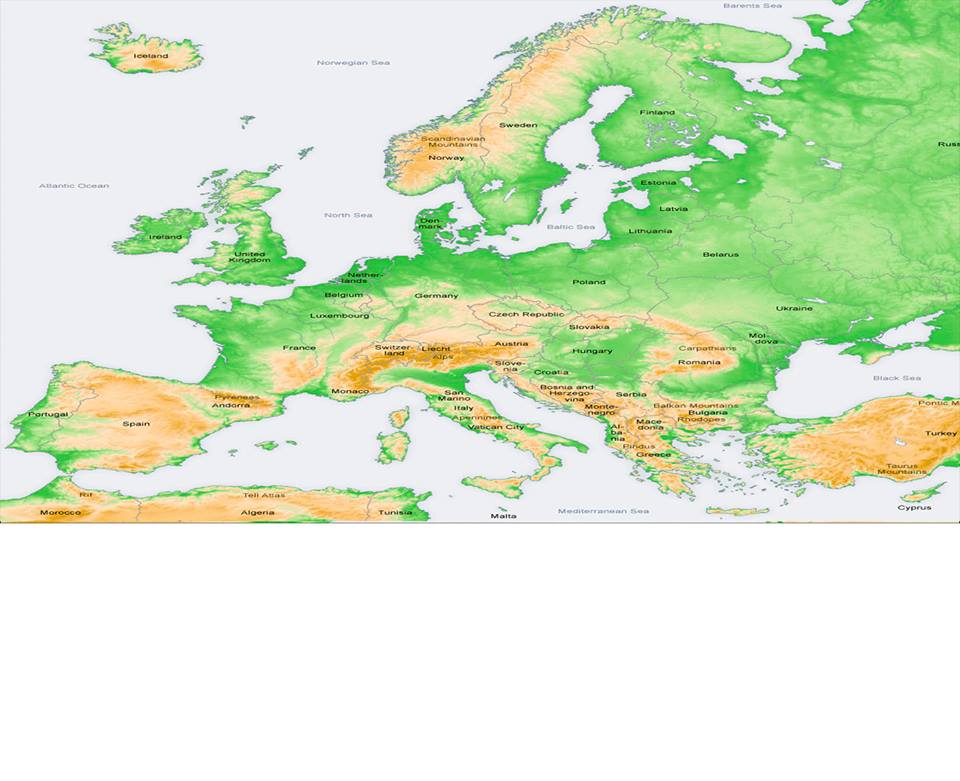 Barents Sea
Iceland
Norwegian Sea
Finland
Sweden
Scandinavian
Mountains
Norway
Russ
Atlantic Ocean
Estonia
Latvia
North Sea
Den-
mark
Baltic Sea
Lithuania
Ireland
United
Kingdom
Belarus
Nether-
lands
Poland
Belgium
Germany
Ukraine
Luxembourg
Czech Republic
Slovakia
Mol-
dova
France
Switzer-
land
Liecht.
Alps
Austria
Hungary
Carpathians
Romania
Slove-
nia
Croatia
Black Sea
Monaco
San
Marino
Bosnia and
Herzego-
vina
Serbia
Pyrenees
Andorra
Italy
Apennines
Monte-
negro
Balkan Mountains
Bulgaria
Rhodopes
Pontic M
Portugal
Spain
Vatican City
Mace-
donia
Al-
ba-
nia
Pindus
Greece
Turkey
Taurus
Mountains
Rif
Tell Atlas
Morocco
Algeria
Tunisia
Malta
Mediterranean Sea
Cyprus